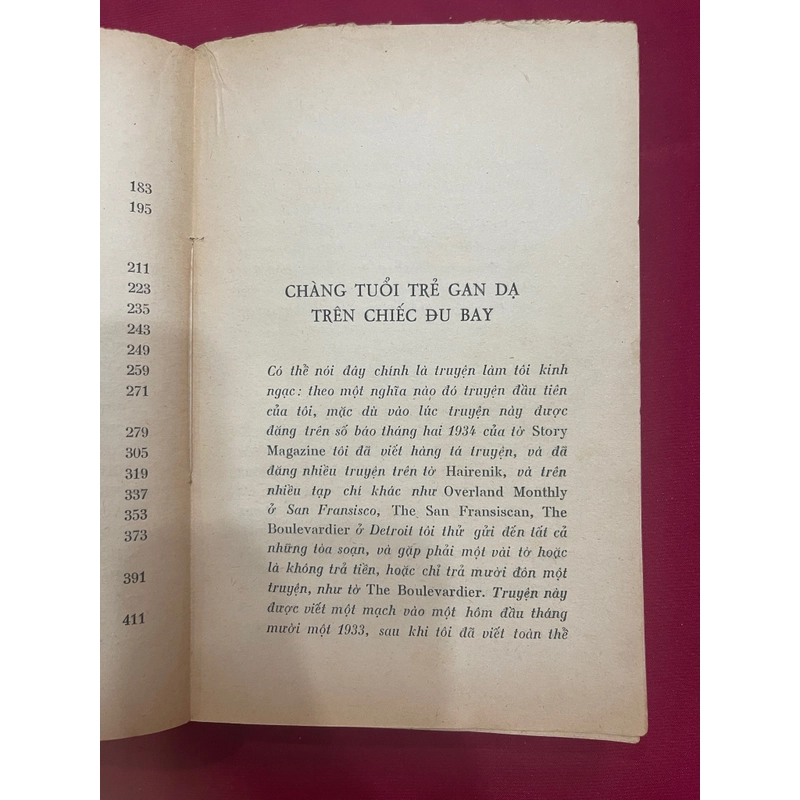 183
195
211
223
235
243
249
259
271
279
305
319
337
353
373
391
411
CHÀNG TUỔI TRẺ GAN DẠ
TRÊN CHIẾC ĐU BAY
Có thể nói đây chính là truyện làm tôi kinh
ngạc : theo một nghĩa nào đó truyện đầu tiên
của tôi, mặc dù vào lúc truyện này được
đăng trên số báo tháng hai 1934 của tờ Story
Magazine tôi đã viết hàng tá truyện, và đã
đăng nhiều truyện trên tờ Hairenik, và trên
nhiều tạp chí khác như Overland Monthly
ở San Fransisco, The San Fransiscan, The
Boulevardier ở Detroit tôi thử gửi đến tất cả
những tòa soạn, và gặp phải một vài tờ hoặc
là không trả tiền, hoặc chỉ trả mười đôn một
truyện, như tờ The Boulevardier. Truyện này
được viết một mạch vào một hôm đầu tháng
mười một 1933, sau khi tôi đã viết toàn thể